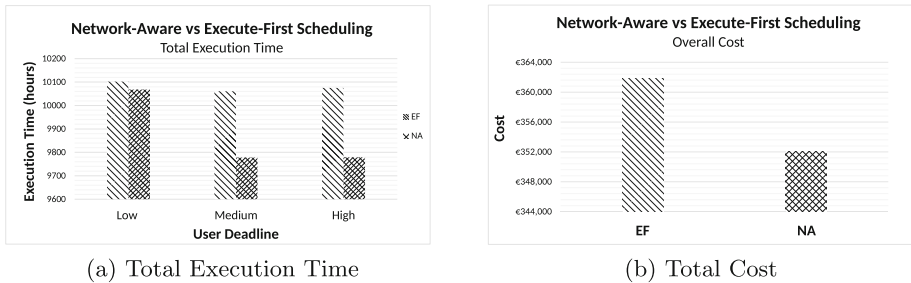 Network-Aware vs Execute-First Scheduling
Total Execution Time
Execution Time (hours)
10200
10100
10000
9900
9800
9700
9600
Low
Medium
High
User Deadline
EF
NA
(a) Total Execution Time
Network-Aware vs Execute-First Scheduling
Overall Cost
Cost
€364,000
€360,000
€356,000
€352,000
€348,000
€344,000
EF
NA
(b) Total Cost